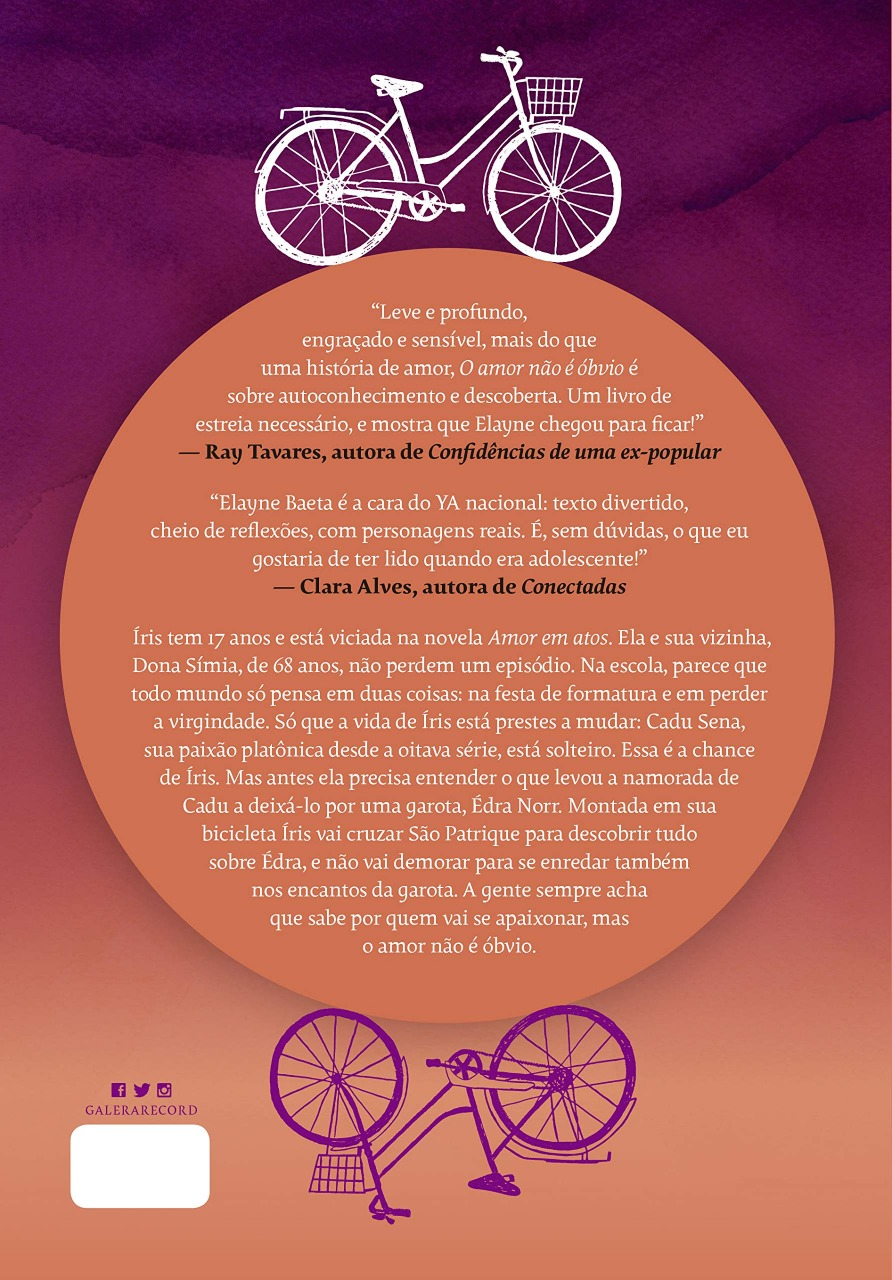 “Leve e profundo,
engraçado e sensível, mais do que
uma história de amor, O amor não é óbvio é
sobre autoconhecimento e descoberta. Um livro de
estreia necessário, e mostra que Elayne chegou para ficar!”
— Ray Tavares, autora de Confidências de uma ex-popular
“Elayne Baeta é a cara do YA nacional: texto divertido,
cheio de reflexões, com personagens reais. É, sem dúvidas, o que eu
gostaria de ter lido quando era adolescente!”
— Clara Alves, autora de Conectadas
Íris tem 17 anos e está viciada na novela Amor em atos. Ela e sua vizinha,
Dona Símia, de 68 anos, não perdem um episódio. Na escola, parece que
todo mundo só pensa em duas coisas: na festa de formatura e em perder
a virgindade. Só que a vida de Íris está prestes a mudar: Cadu Sena,
sua paixão platônica desde a oitava série, está solteiro. Essa é a chance
de Íris. Mas antes ela precisa entender o que levou a namorada de
Cadu a deixá-lo por uma garota, Édra Norr. Montada em sua
bicicleta Íris vai cruzar São Patrique para descobrir tudo
sobre Édra, e não vai demorar para se enredar também
nos encantos da garota. A gente sempre acha
que sabe por quem vai se apaixonar, mas
o amor não é óbvio.
GALERARECORD